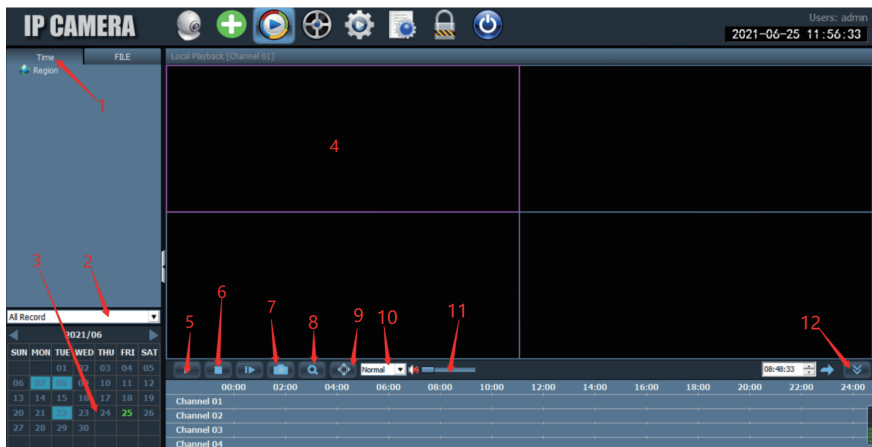 IP CAMERA
Users: admin
2021-06-25 11:56:33
Time FILE
Local Playback [Channel 01]
Region
1
4
3
2
6
7
9
10
11
5
8
12
All Record
2021/06
SUN MON TUE WED THU FRI SAT
01 02 03 04 05
06 07 08 09 10 11 12
13 14 15 16 17 18 19
20 21 22 23 24 25 26
27 28 29 30
Normal
08:48:33
00:00 02:00 04:00 06:00 08:00 10:00 12:00 14:00 16:00 18:00 20:00 22:00 24:00
Channel 01
Channel 02
Channel 03
Channel 04